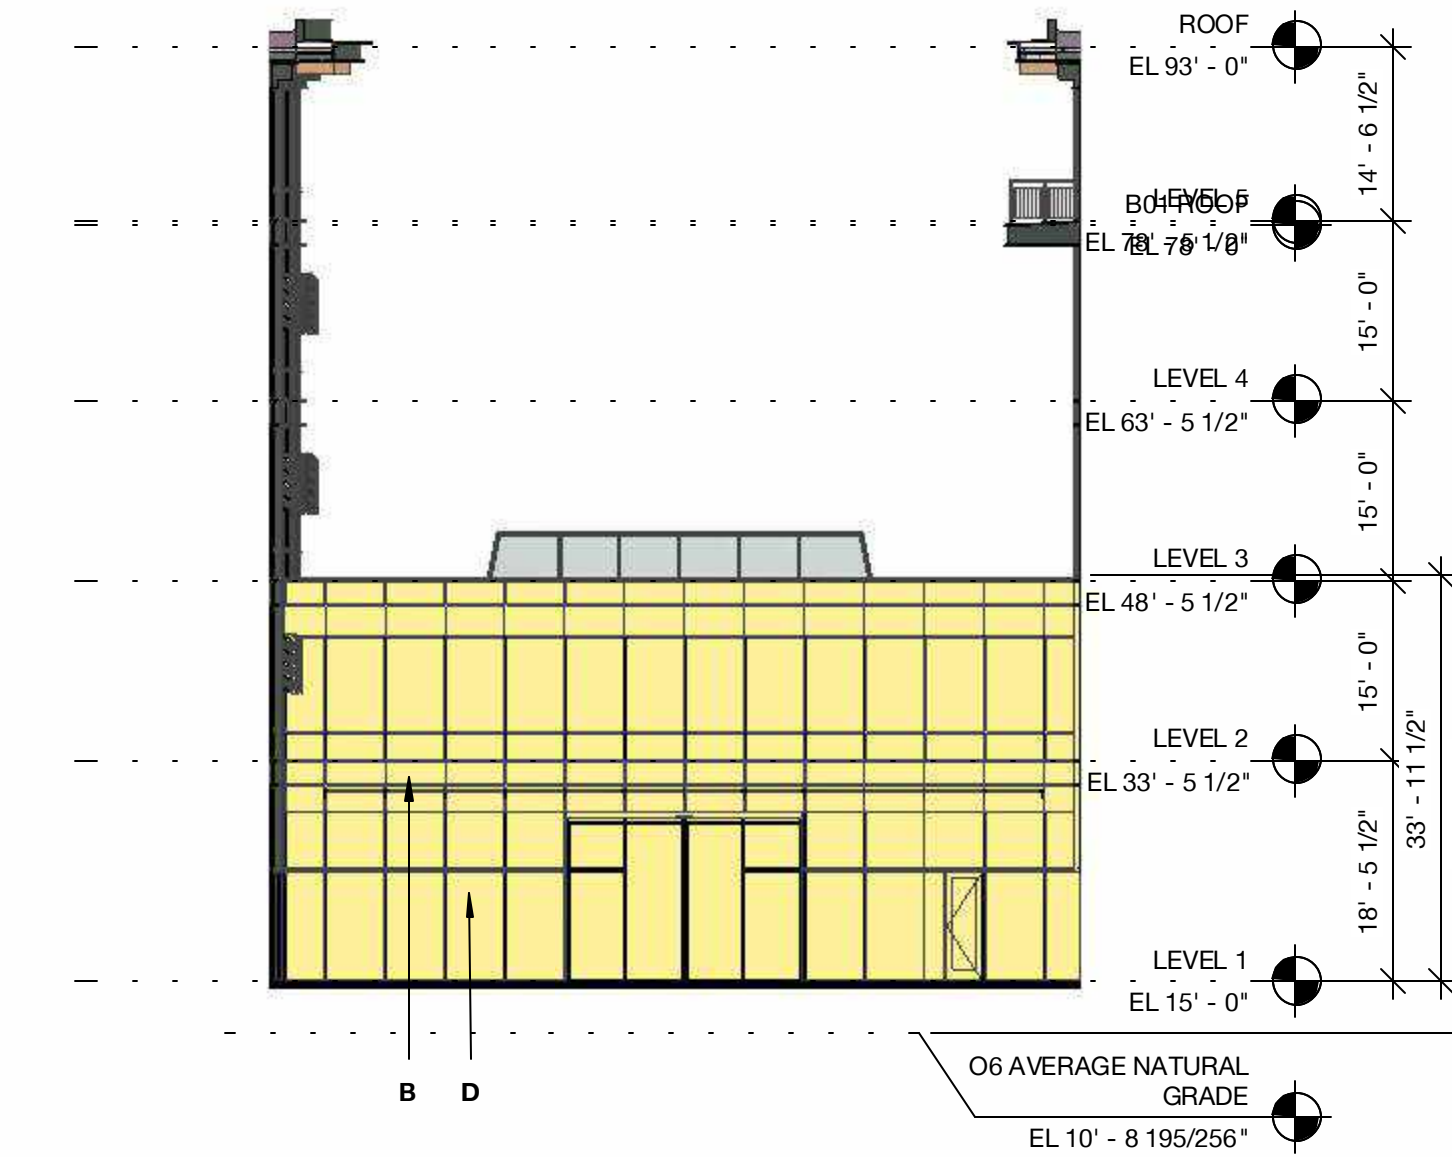 ROOF
EL 93' - 0"
14' - 6 1/2"
LEVEL 5
B01 ROOF
EL 78' - 5 1/2"
EL 78' - 0"
15' - 0"
LEVEL 4
EL 63' - 5 1/2"
15' - 0"
LEVEL 3
EL 48' - 5 1/2"
15' - 0"
LEVEL 2
EL 33' - 5 1/2"
33' - 11 1/2"
18' - 5 1/2"
LEVEL 1
EL 15' - 0"
O6 AVERAGE NATURAL
GRADE
EL 10' - 8 195/256"
B D